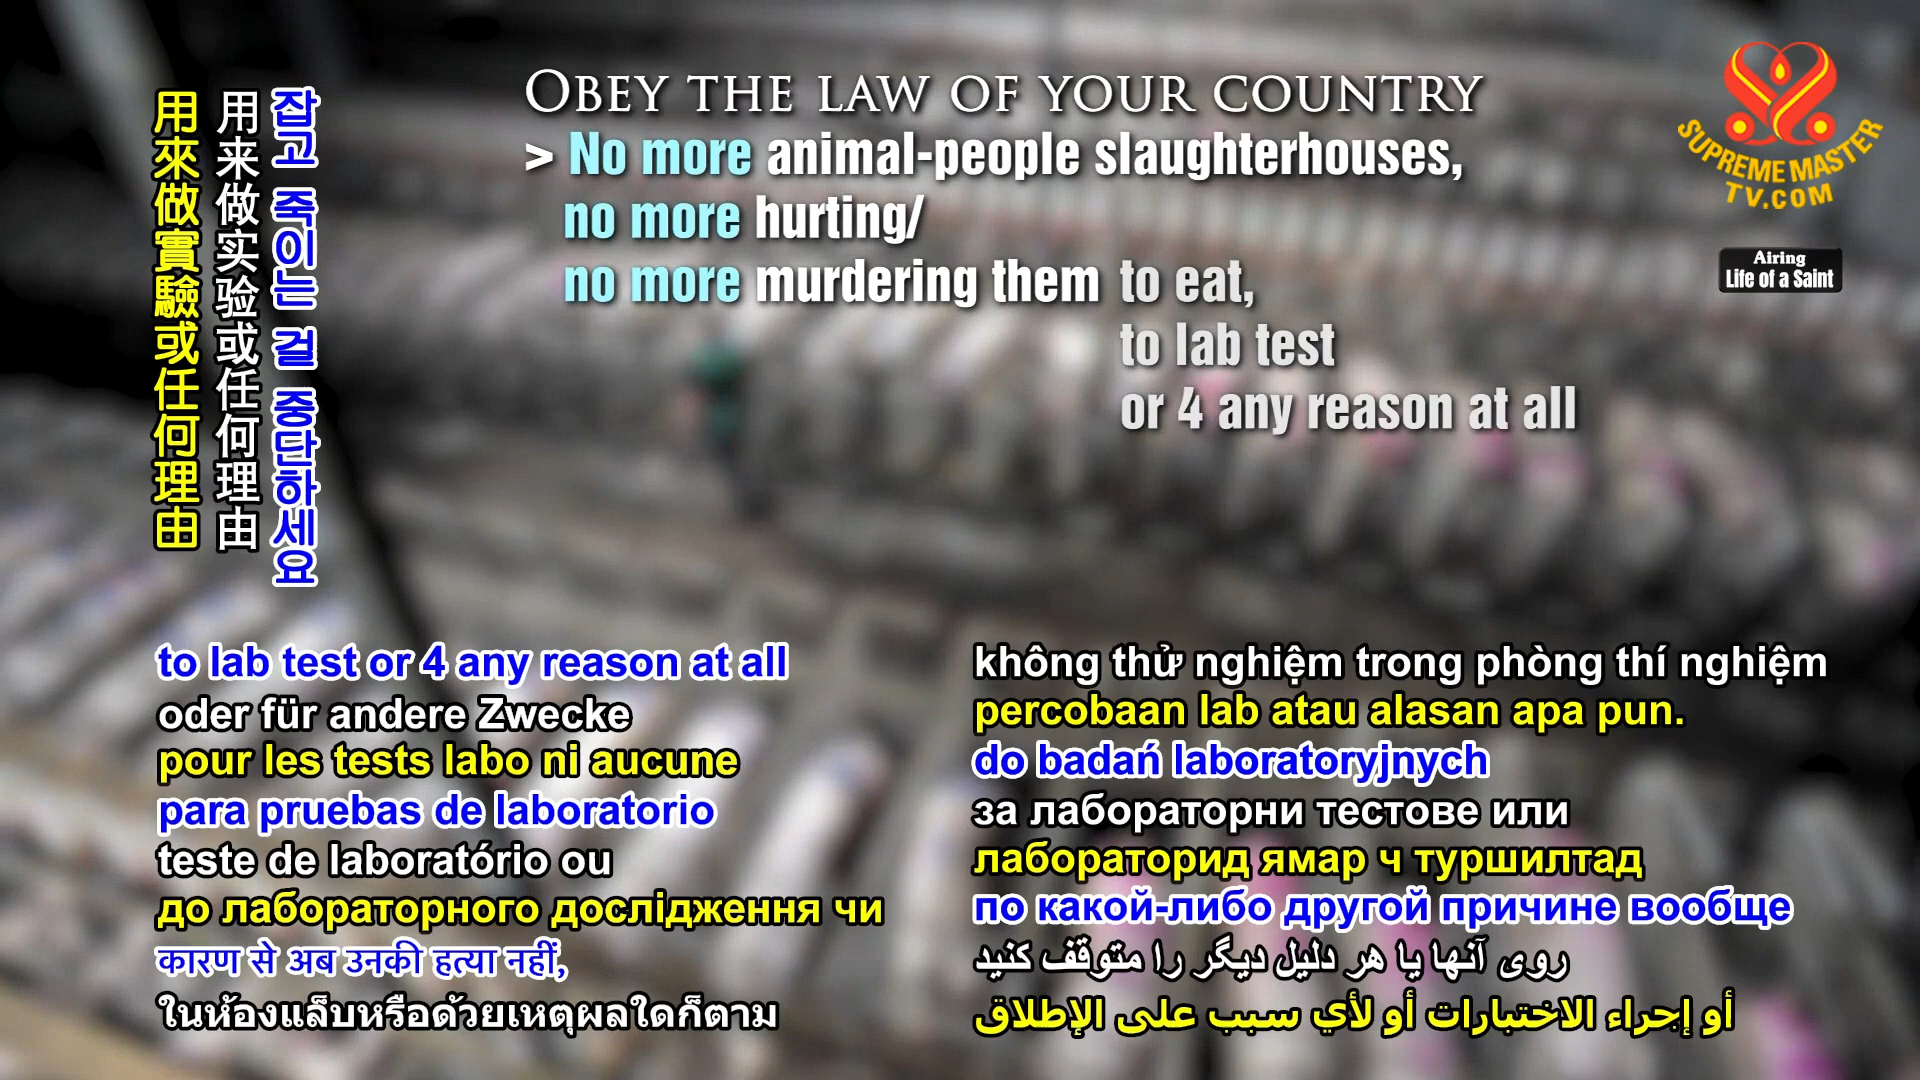 OBEY THE LAW OF YOUR COUNTRY
> No more animal-people slaughterhouses,
no more hurting/
no more murdering them to eat,
to lab test
or 4 any reason at all
SUPREME MASTER
TV.COM
Airing
Life of a Saint
用來做實驗或任何理由
用来做实验或任何理由
잡고 죽이는 걸 중단하세요
to lab test or 4 any reason at all
oder für andere Zwecke
pour les tests labo ni aucune
para pruebas de laboratorio
teste de laboratório ou
до лабораторного дослідження чи
कारण से अब उनकी हत्या नहीं,
ในห้องแล็บหรือด้วยเหตุผลใดก็ตาม
không thử nghiệm trong phòng thí nghiệm
percobaan lab atau alasan apa pun.
do badań laboratoryjnych
за лабораторни тестове или
лабораторид ямар ч туршилтад
по какой-либо другой причине вообще
روی آنها یا هر دلیل دیگر را متوقف کنید
أو إجراء الاختبارات أو لأي سبب على الإطلاق